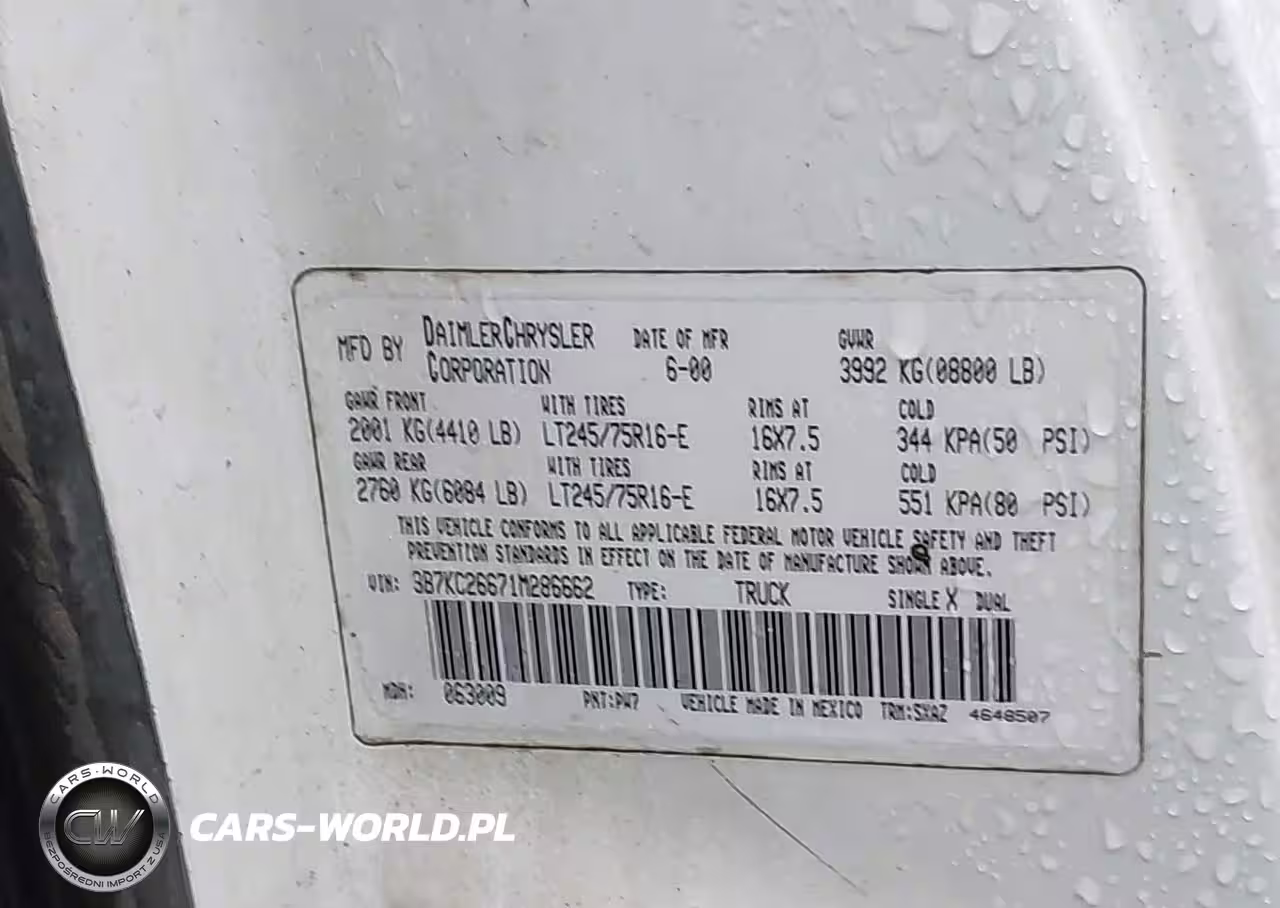 MFD BY DAIMLERCHRYSLER CORPORATION DATE OF MFR 6-00 GVWR 3992 KG(08800 LB)
GAWR FRONT WITH TIRES RIMS AT COLD
2001 KG(4410 LB) LT245/75R16-E 16X7.5 344 KPA(50 PSI)
GAWR REAR WITH TIRES RIMS AT COLD
2760 KG(6084 LB) LT245/75R16-E 16X7.5 551 KPA(80 PSI)
THIS VEHICLE CONFORMS TO ALL APPLICABLE FEDERAL MOTOR VEHICLE SAFETY AND THEFT
PREVENTION STANDARDS IN EFFECT ON THE DATE OF MANUFACTURE SHOWN ABOVE.
VIN: 3B7KC26671M286662 TYPE: TRUCK SINGLE X DUAL
MDH: 063009 PNT:PW7 VEHICLE MADE IN MEXICO TRM:SXAZ 4648507
CARS-WORLD
CW
BEZPOŚREDNI IMPORT Z USA
CARS-WORLD.PL